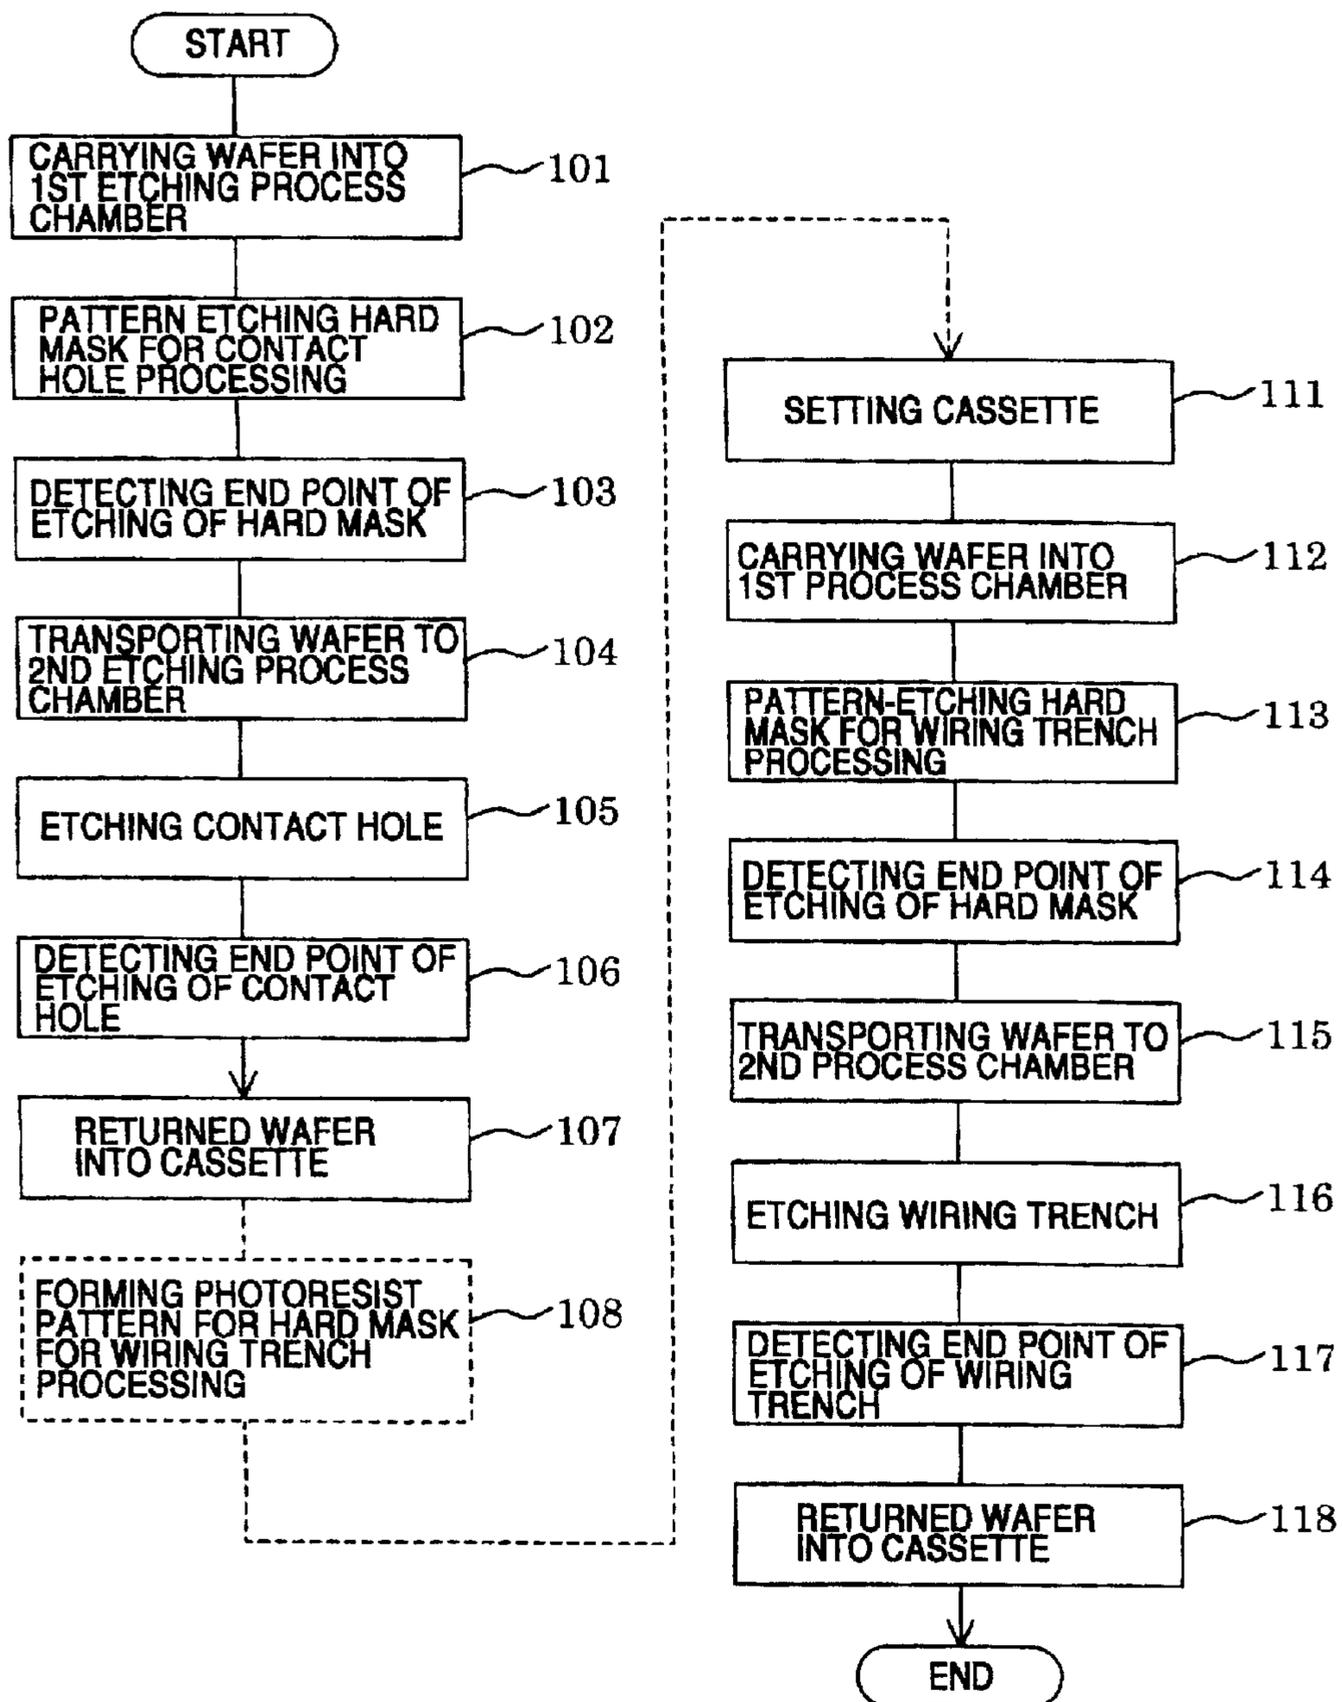 START
CARRYING WAFER INTO
1ST ETCHING PROCESS
CHAMBER
101
PATTERN ETCHING HARD
MASK FOR CONTACT
HOLE PROCESSING
102
DETECTING END POINT OF
ETCHING OF HARD MASK
103
TRANSPORTING WAFER TO
2ND ETCHING PROCESS
CHAMBER
104
ETCHING CONTACT HOLE
105
DETECTING END POINT OF
ETCHING OF CONTACT
HOLE
106
RETURNED WAFER
INTO CASSETTE
107
FORMING PHOTORESIST
PATTERN FOR HARD MASK
FOR WIRING TRENCH
PROCESSING
108
SETTING CASSETTE
111
CARRYING WAFER INTO
1ST PROCESS CHAMBER
112
PATTERN-ETCHING HARD
MASK FOR WIRING TRENCH
PROCESSING
113
DETECTING END POINT OF
ETCHING OF HARD MASK
114
TRANSPORTING WAFER TO
2ND PROCESS CHAMBER
115
ETCHING WIRING TRENCH
116
DETECTING END POINT OF
ETCHING OF WIRING
TRENCH
117
RETURNED WAFER
INTO CASSETTE
118
END